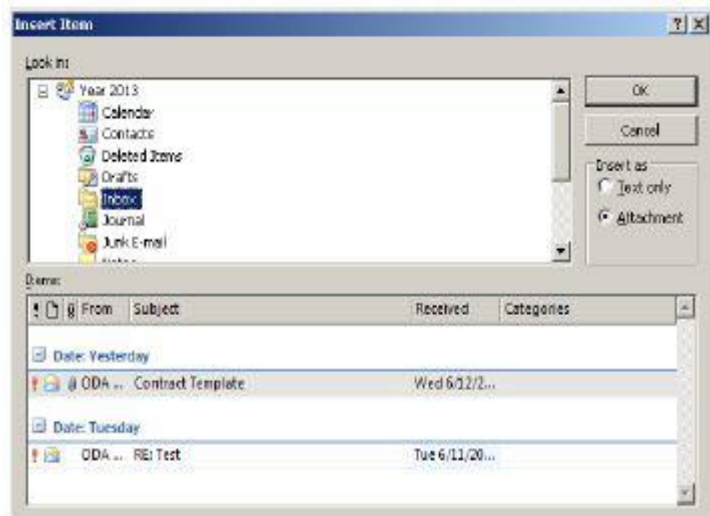 Insert Item
Look in:
Year 2013
Calendar
Contacts
Deleted Items
Drafts
Inbox
Journal
Junk E-mail
OK
Cancel
Insert as
Text only
Attachment
Items:
From Subject Received Categories
Date: Yesterday
ODA ... Contract Template Wed 6/12/2...
Date: Tuesday
ODA ... RE: Test Tue 6/11/20...